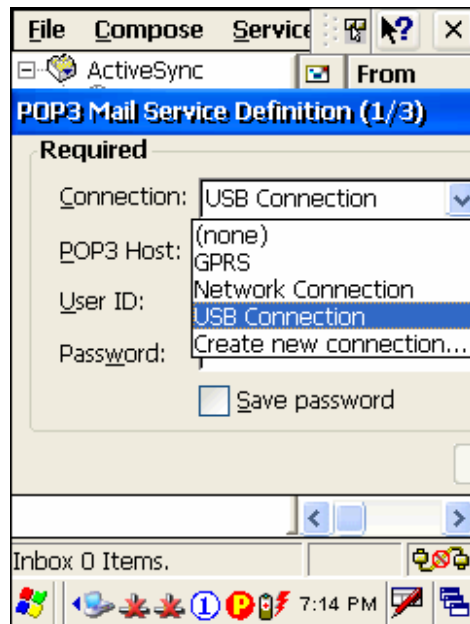 File Compose Service
ActiveSync From
POP3 Mail Service Definition (1/3)
Required
Connection: USB Connection
(none)
POP3 Host:
GPRS
Network Connection
User ID:
USB Connection
Password:
Create new connection...
Save password
Inbox 0 Items.
1 P 7:14 PM